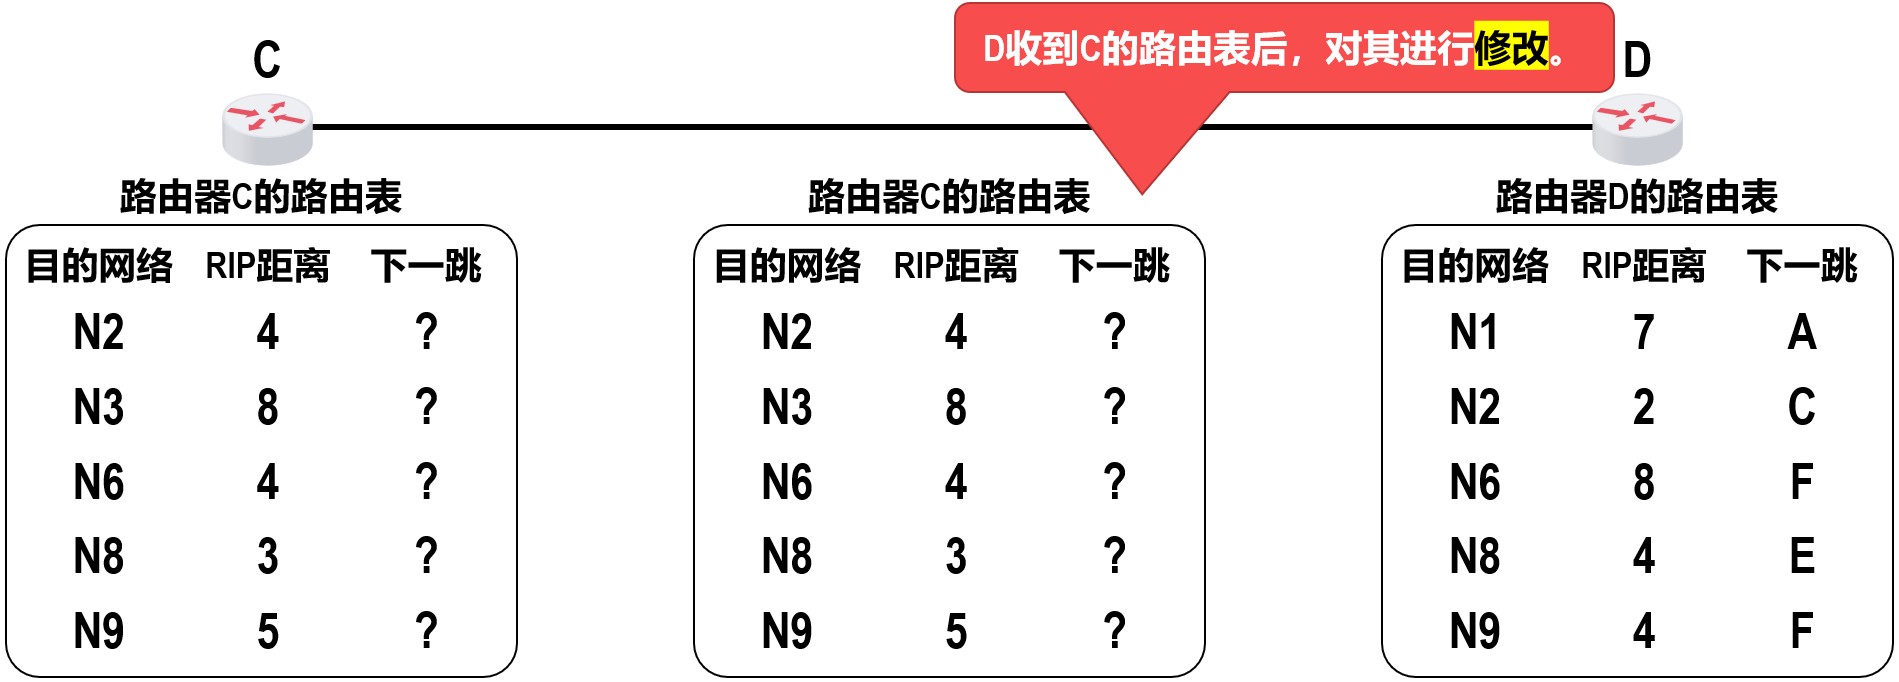 D收到C的路由表后，对其进行修改。
C
D
路由器C的路由表
目的网络 RIP距离 下一跳
N2 4 ?
N3 8 ?
N6 4 ?
N8 3 ?
N9 5 ?
路由器C的路由表
目的网络 RIP距离 下一跳
N2 4 ?
N3 8 ?
N6 4 ?
N8 3 ?
N9 5 ?
路由器D的路由表
目的网络 RIP距离 下一跳
N1 7 A
N2 2 C
N6 8 F
N8 4 E
N9 4 F